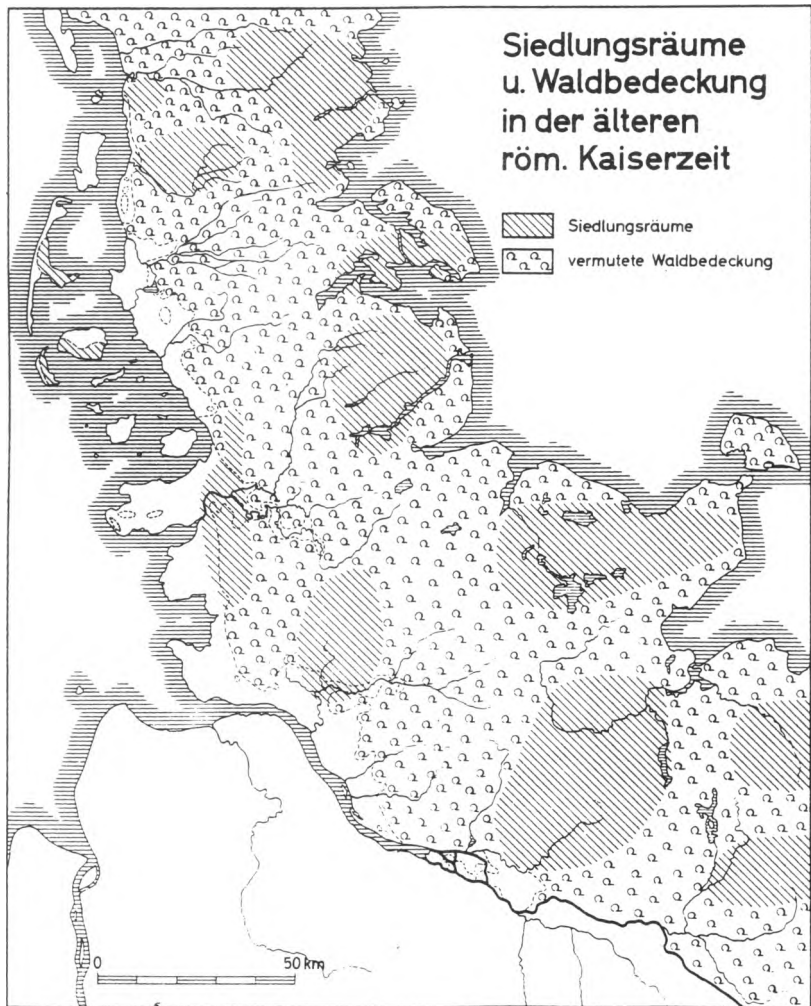 Siedlungsräume
u. Waldbedeckung
in der älteren
röm. Kaiserzeit
Siedlungsräume
vermutete Waldbedeckung
0 50 km